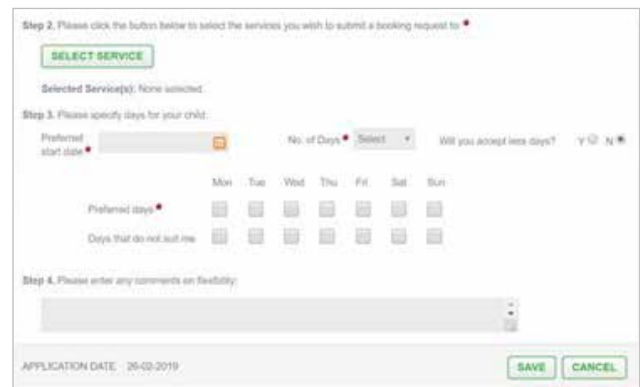 Step 2. Please click the button below to select the services you wish to submit a booking request to:
SELECT SERVICE
Selected Service(s): None selected.
Step 3. Please specify days for your child:
Preferred start date No. of Days Select Will you accept less days? Y N
Mon Tue Wed Thu Fri Sat Sun
Preferred days
Days that do not suit me
Step 4. Please enter any comments on flexibility:
APPLICATION DATE 26-02-2019 SAVE CANCEL